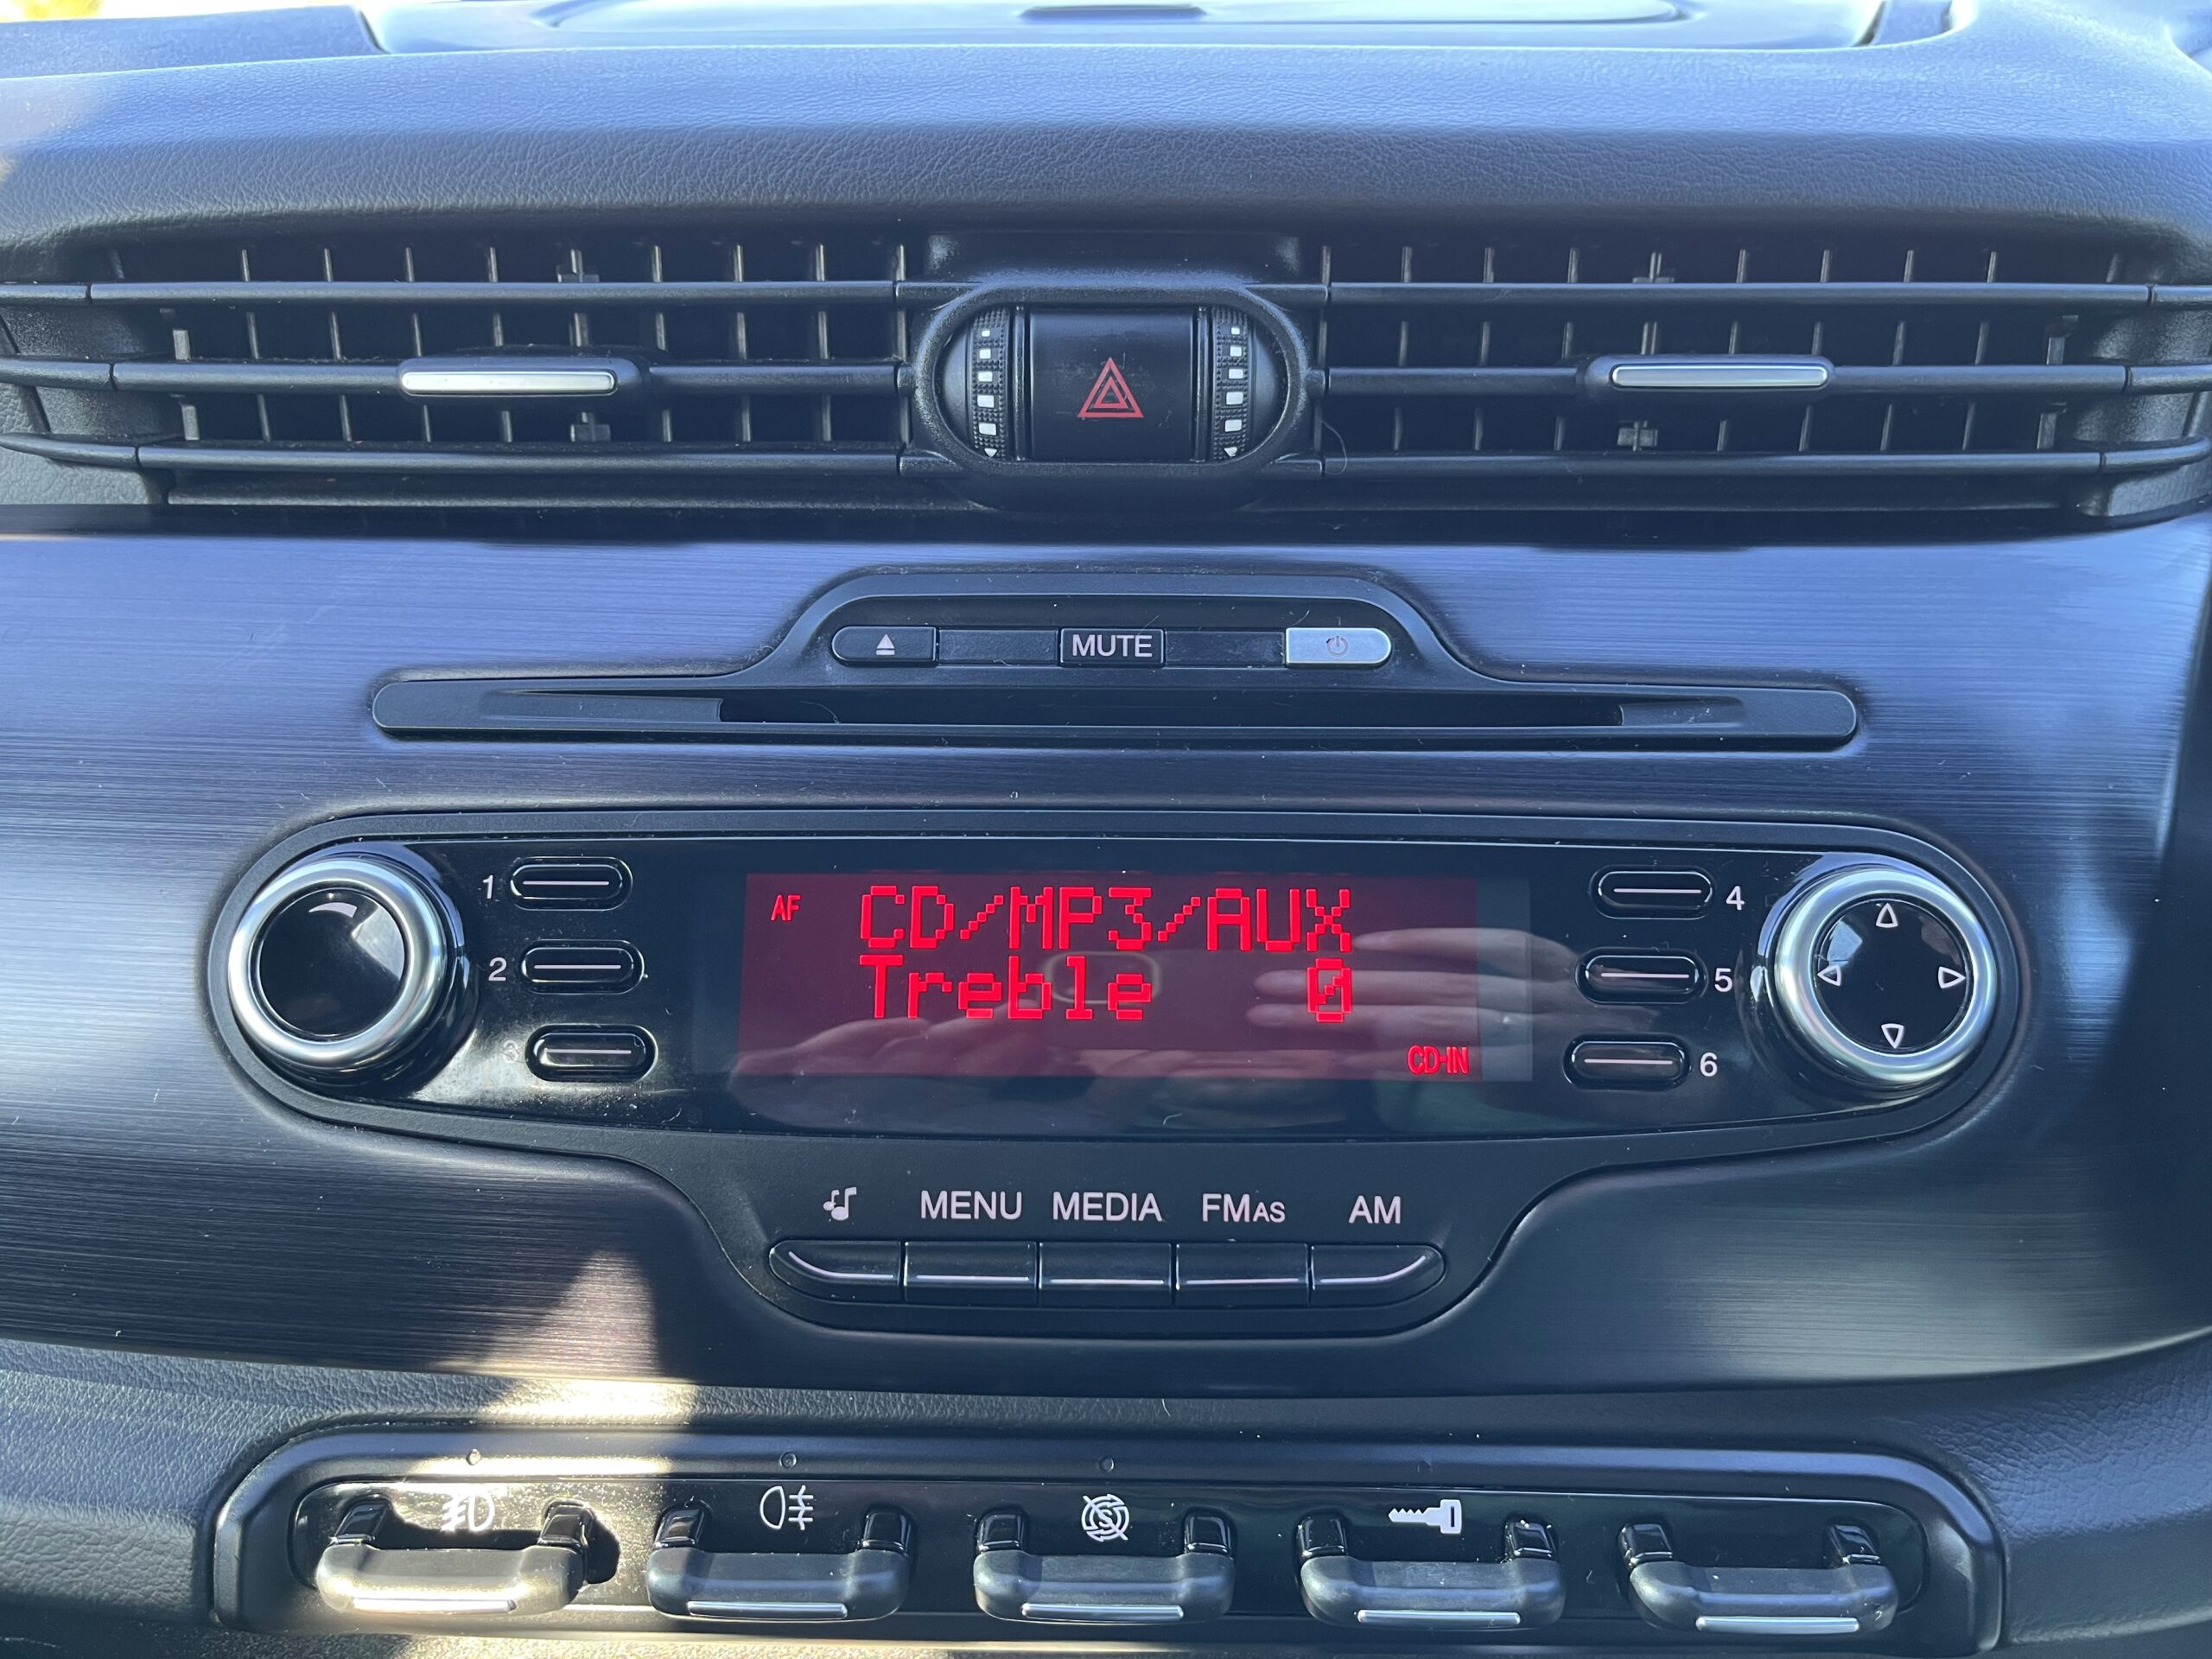 MUTE
1
AF CD/MP3/AUX
4
2
Treble 0
5
3
CD-IN
6
MENU MEDIA FMAS AM